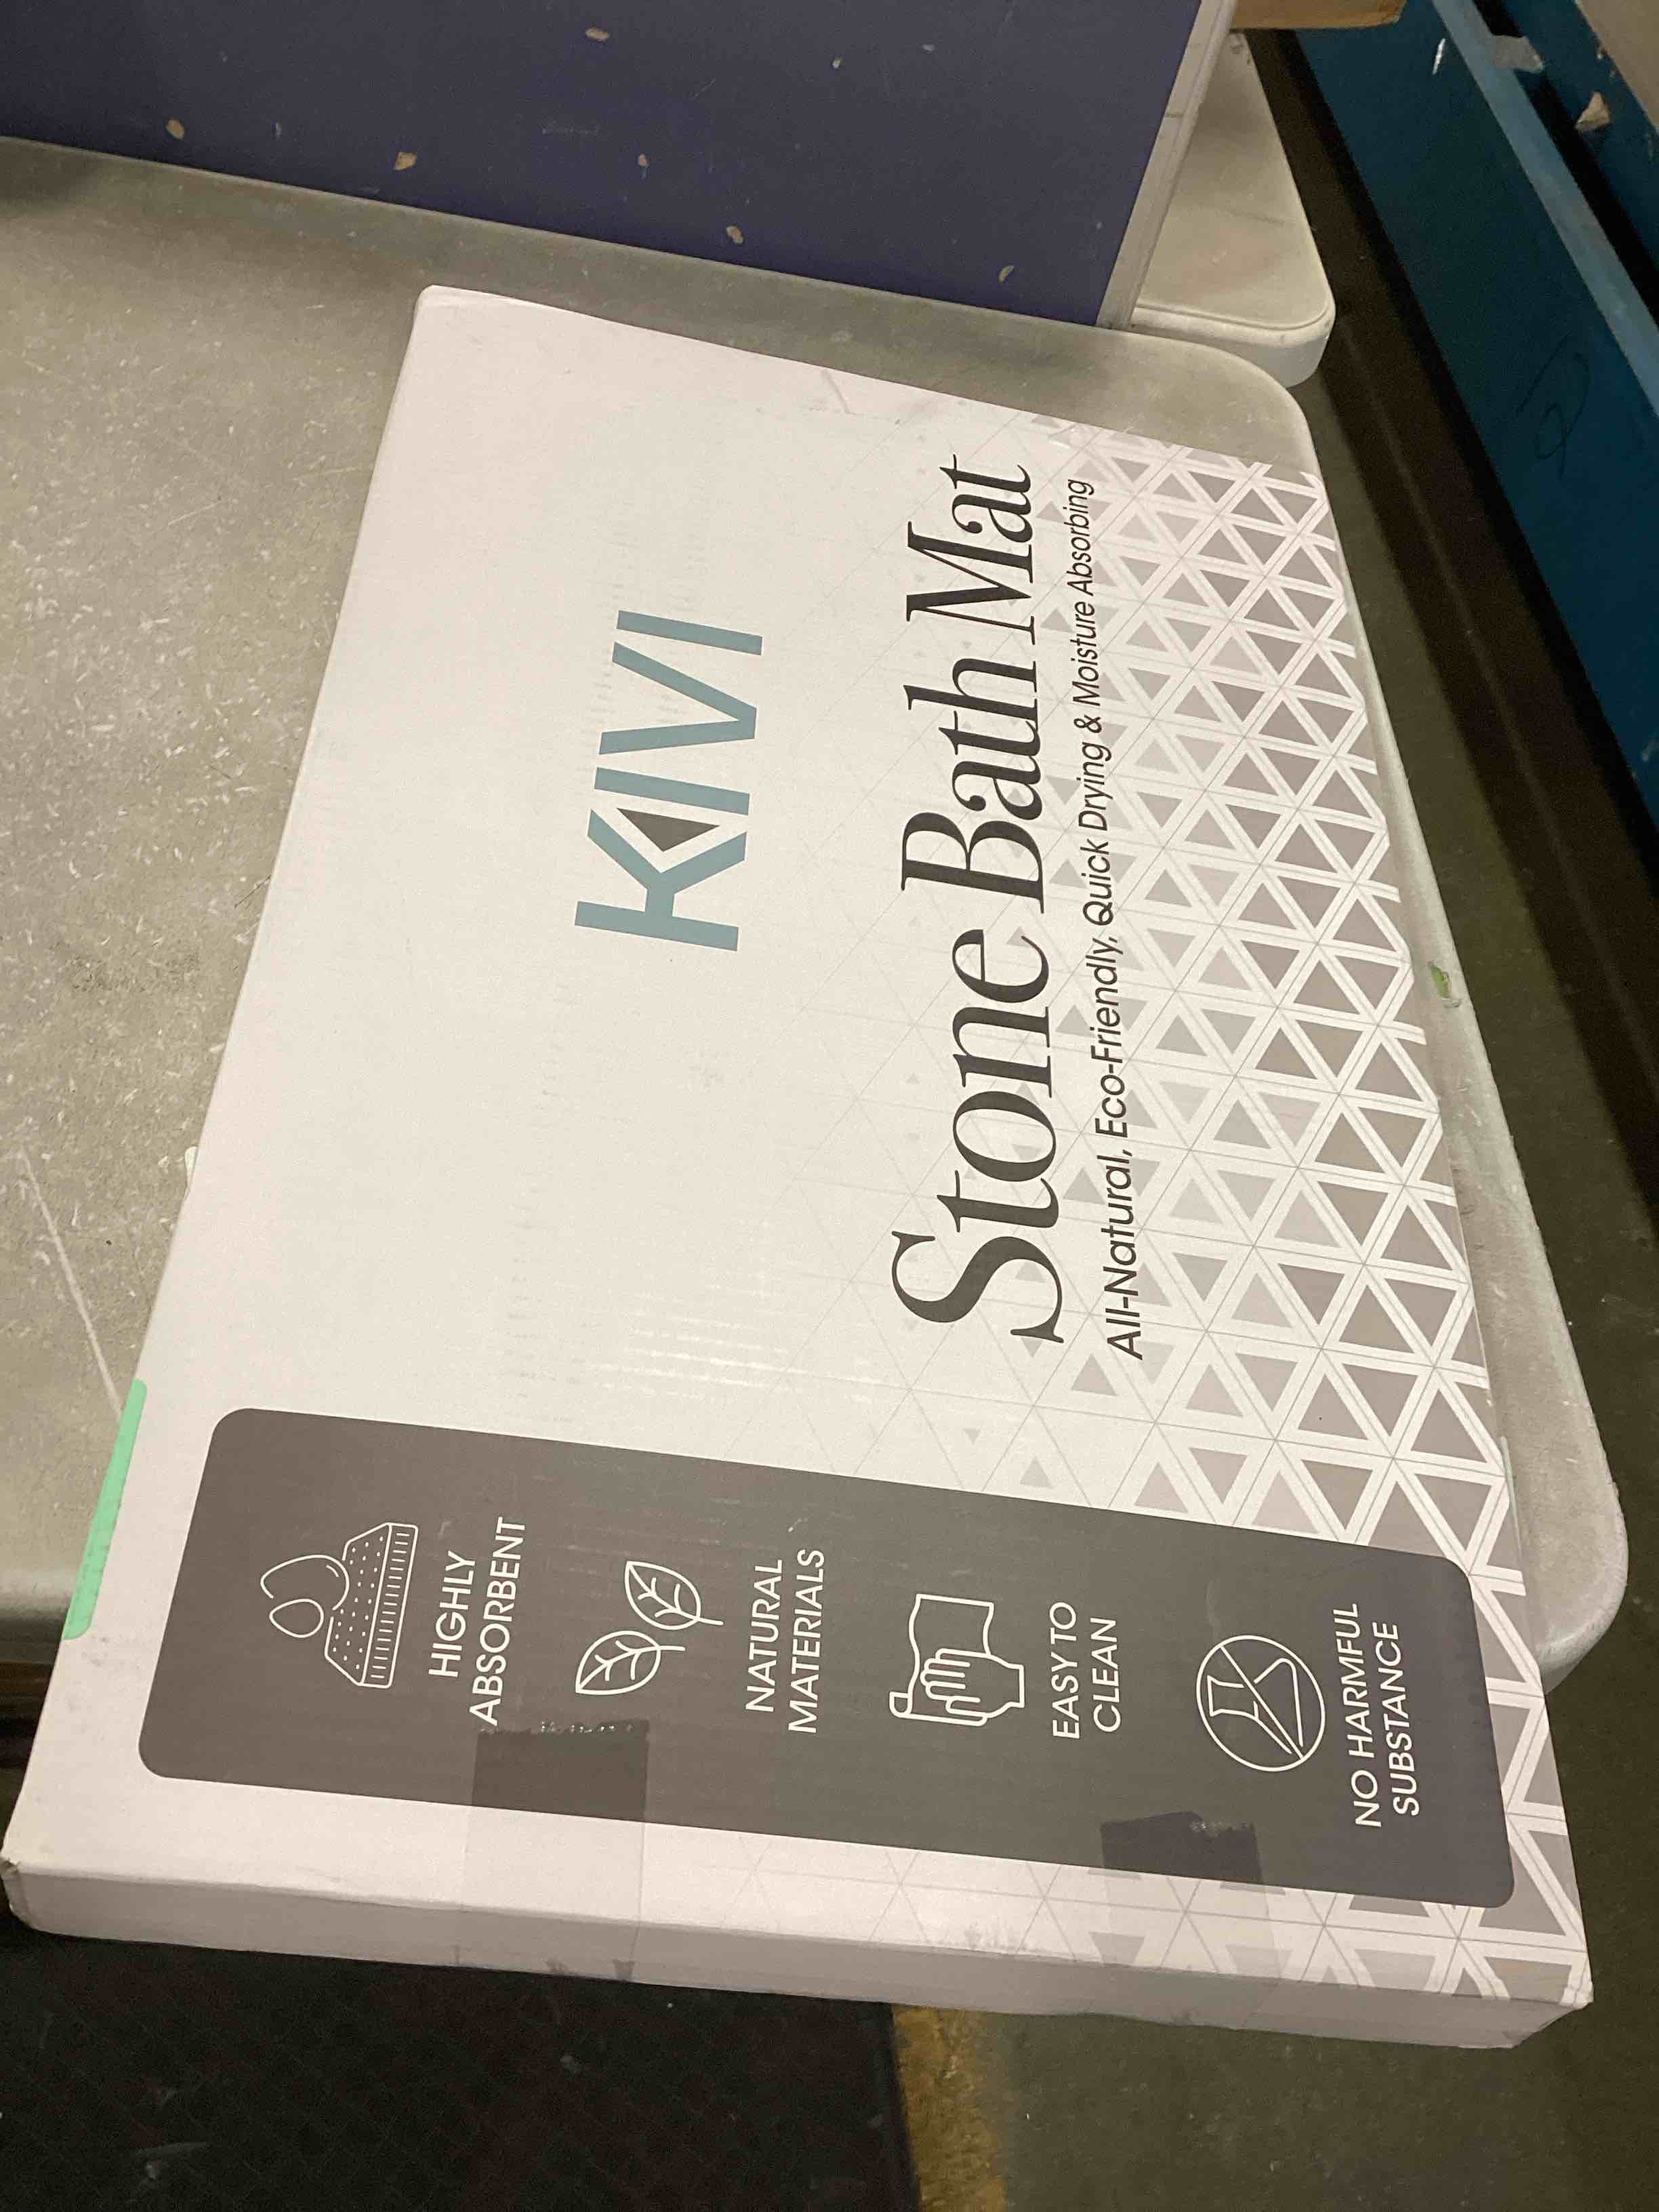 KIVI
Stone Bath Mat
All-Natural, Eco-Friendly, Quick Drying & Moisture Absorbing
HIGHLY
ABSORBENT
NATURAL
MATERIALS
EASY TO
CLEAN
NO HARMFUL
SUBSTANCE